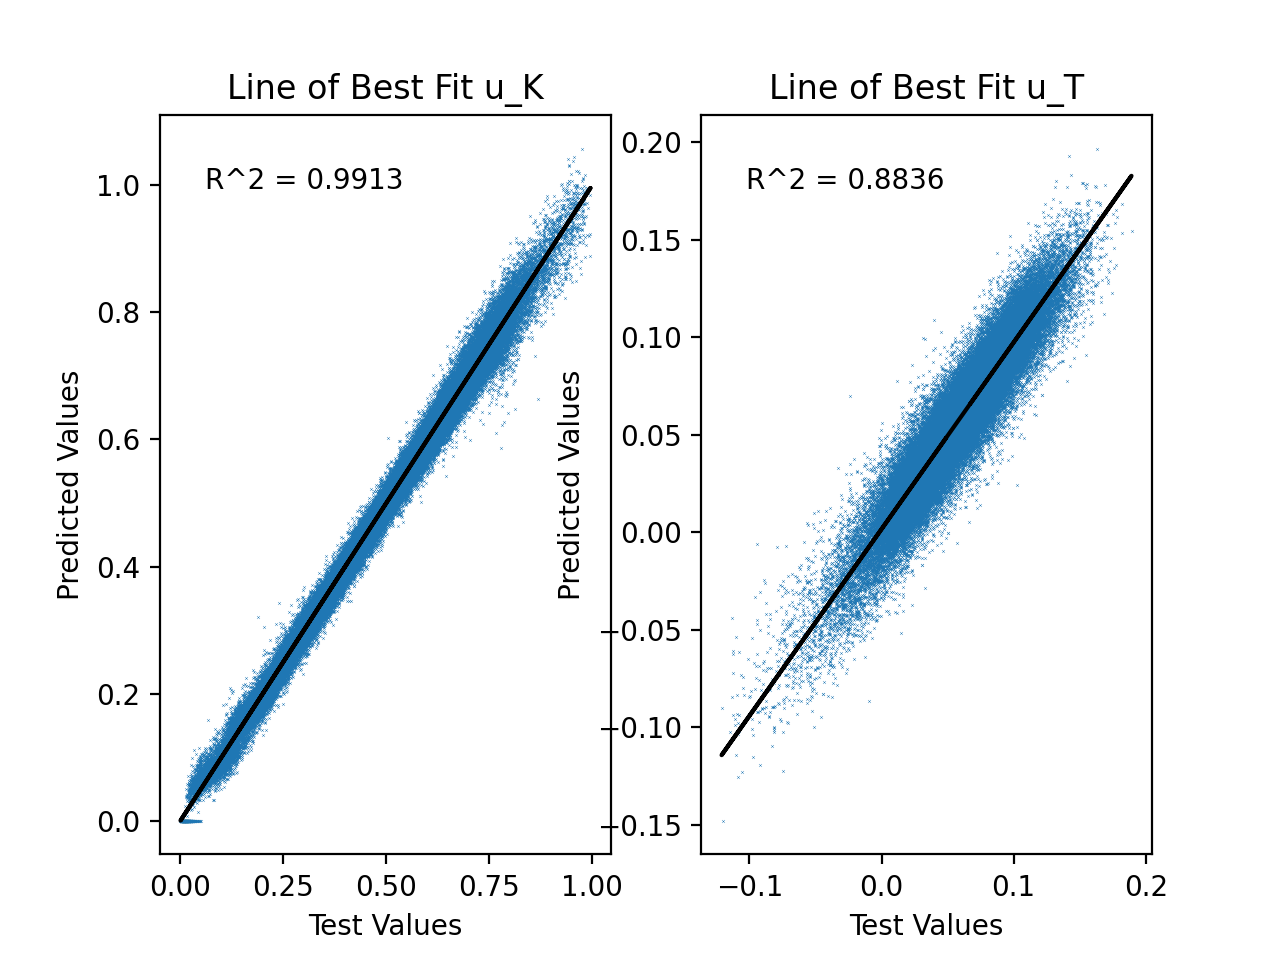 Line of Best Fit u_K
R^2 = 0.9913
1.0
0.8
0.6
0.4
0.2
0.0
Predicted Values
0.00 0.25 0.50 0.75 1.00
Test Values
Line of Best Fit u_T
R^2 = 0.8836
0.20
0.15
0.10
0.05
0.00
−0.05
−0.10
−0.15
Predicted Values
−0.1 0.0 0.1 0.2
Test Values